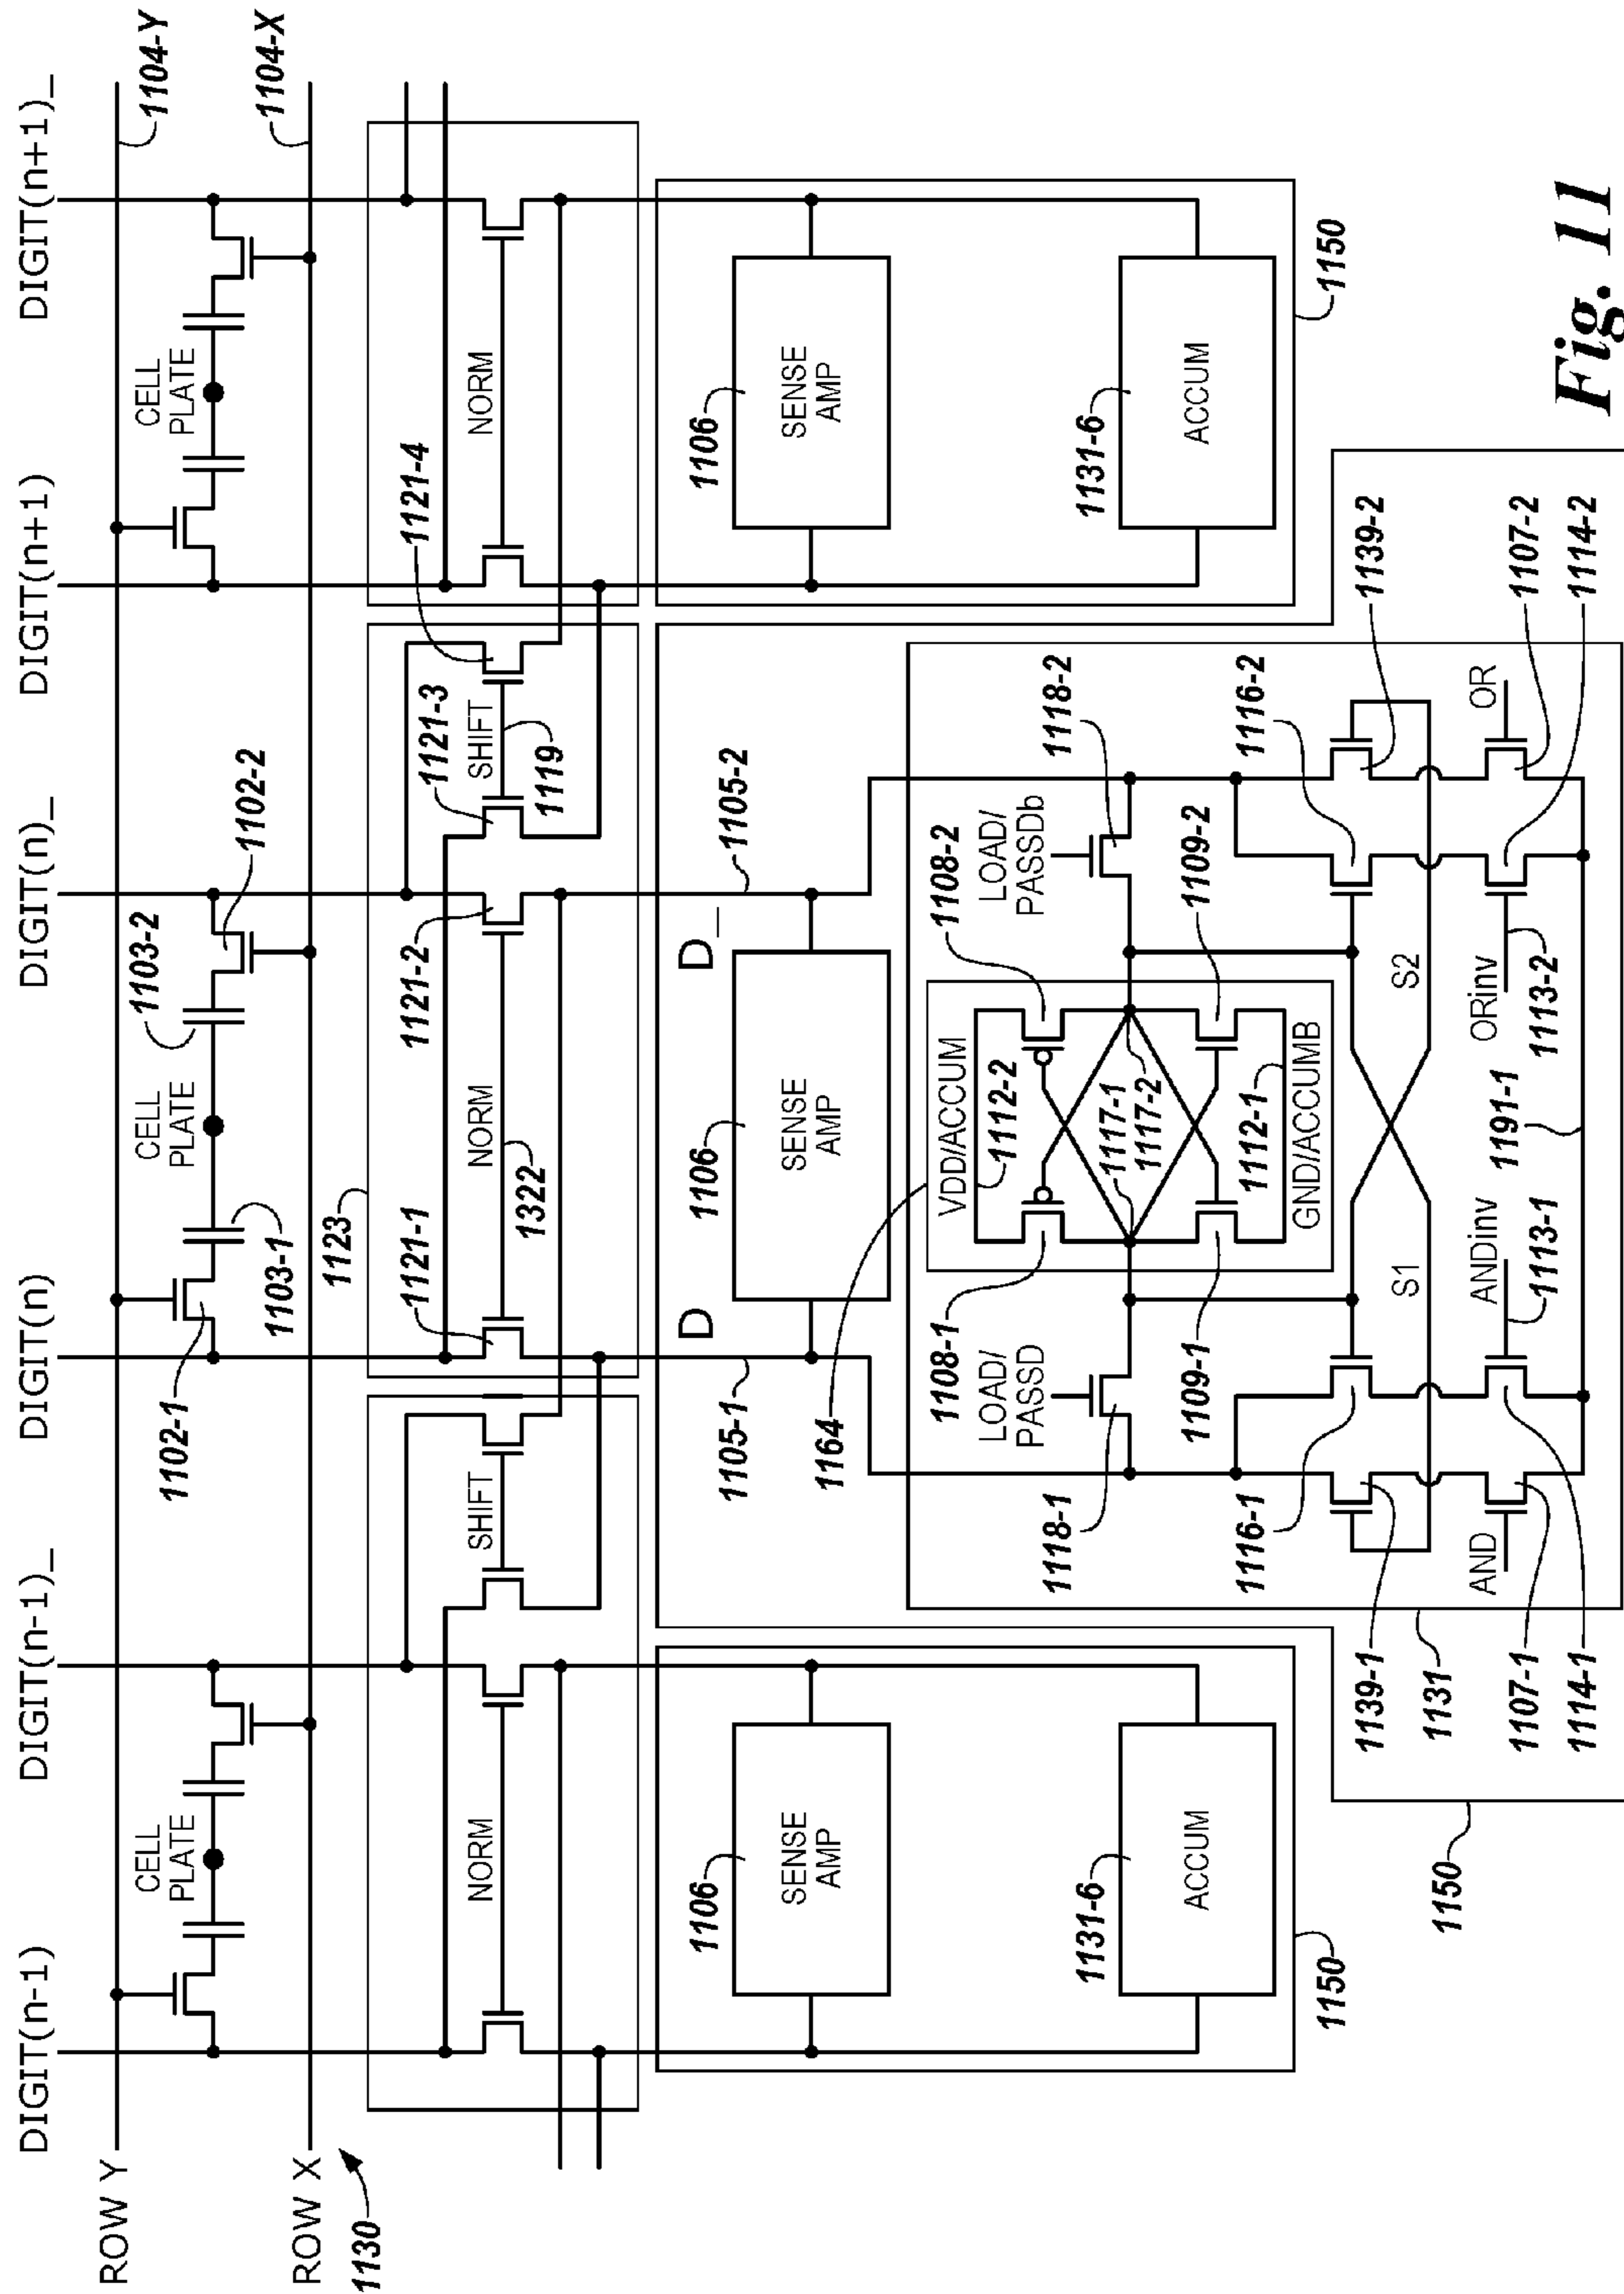 DIGIT(n-1)
DIGIT(n-1)_
DIGIT(n)
DIGIT(n)_
DIGIT(n+1)
DIGIT(n+1)_
ROW Y
1104-Y
CELL
PLATE
1102-1
1103-1
CELL
PLATE
1103-2
1102-2
CELL
PLATE
ROW X
1104-X
1130
1123
NORM
SHIFT
1121-1
NORM
1322
1121-2
1121-3
SHIFT
1119
1121-4
NORM
1105-1
D
D_
1105-2
1106
SENSE
AMP
1106
SENSE
AMP
1106
SENSE
AMP
1164
VDD/ACCUM
1112-2
LOAD/
PASSD
1108-1
1108-2
LOAD/
PASSDb
1118-2
1118-1
1117-1
1117-2
1109-1
1109-2
1112-1
GND/ACCUMB
1131-6
ACCUM
1131-6
ACCUM
1150
1150
1116-1
1116-2
1139-2
S1
S2
AND
ANDinv
1113-1
ORinv
1113-2
OR
1191-1
1107-2
1114-2
1139-1
1131
1107-1
1114-1
1150
Fig. 11